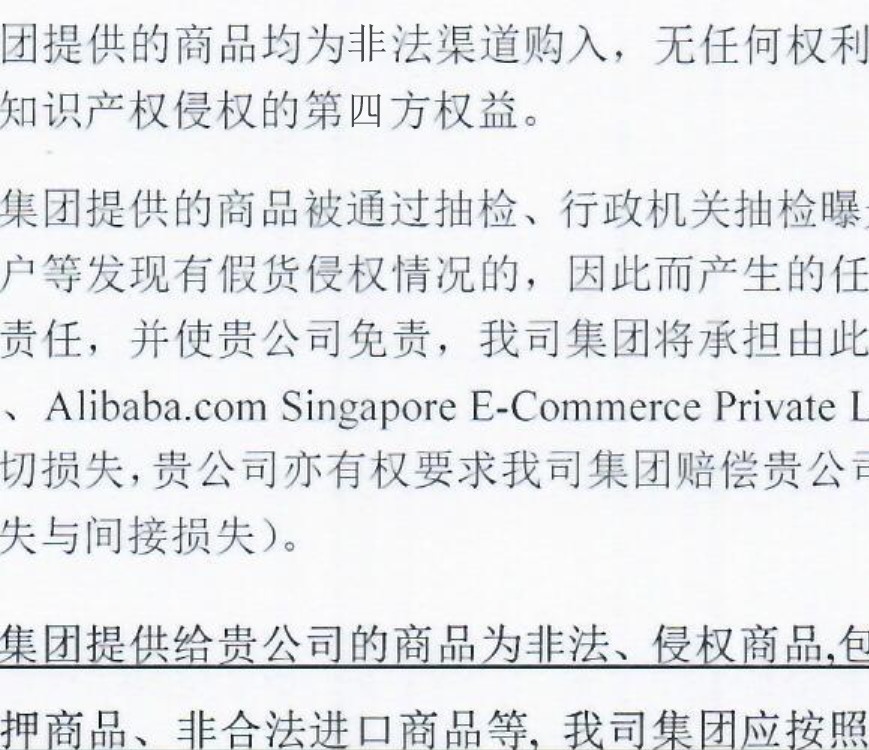 团提供的商品均为非法渠道购入，无任何权利
知识产权侵权的第四方权益。
集团提供的商品被通过抽检、行政机关抽检曝
户等发现有假货侵权情况的，因此而产生的任
责任，并使贵公司免责，我司集团将承担由此
、Alibaba.com Singapore E-Commerce Private L
切损失，贵公司亦有权要求我司集团赔偿贵公司
失与间接损失）。
集团提供给贵公司的商品为非法、侵权商品,包
押商品、非合法进口商品等，我司集团应按照